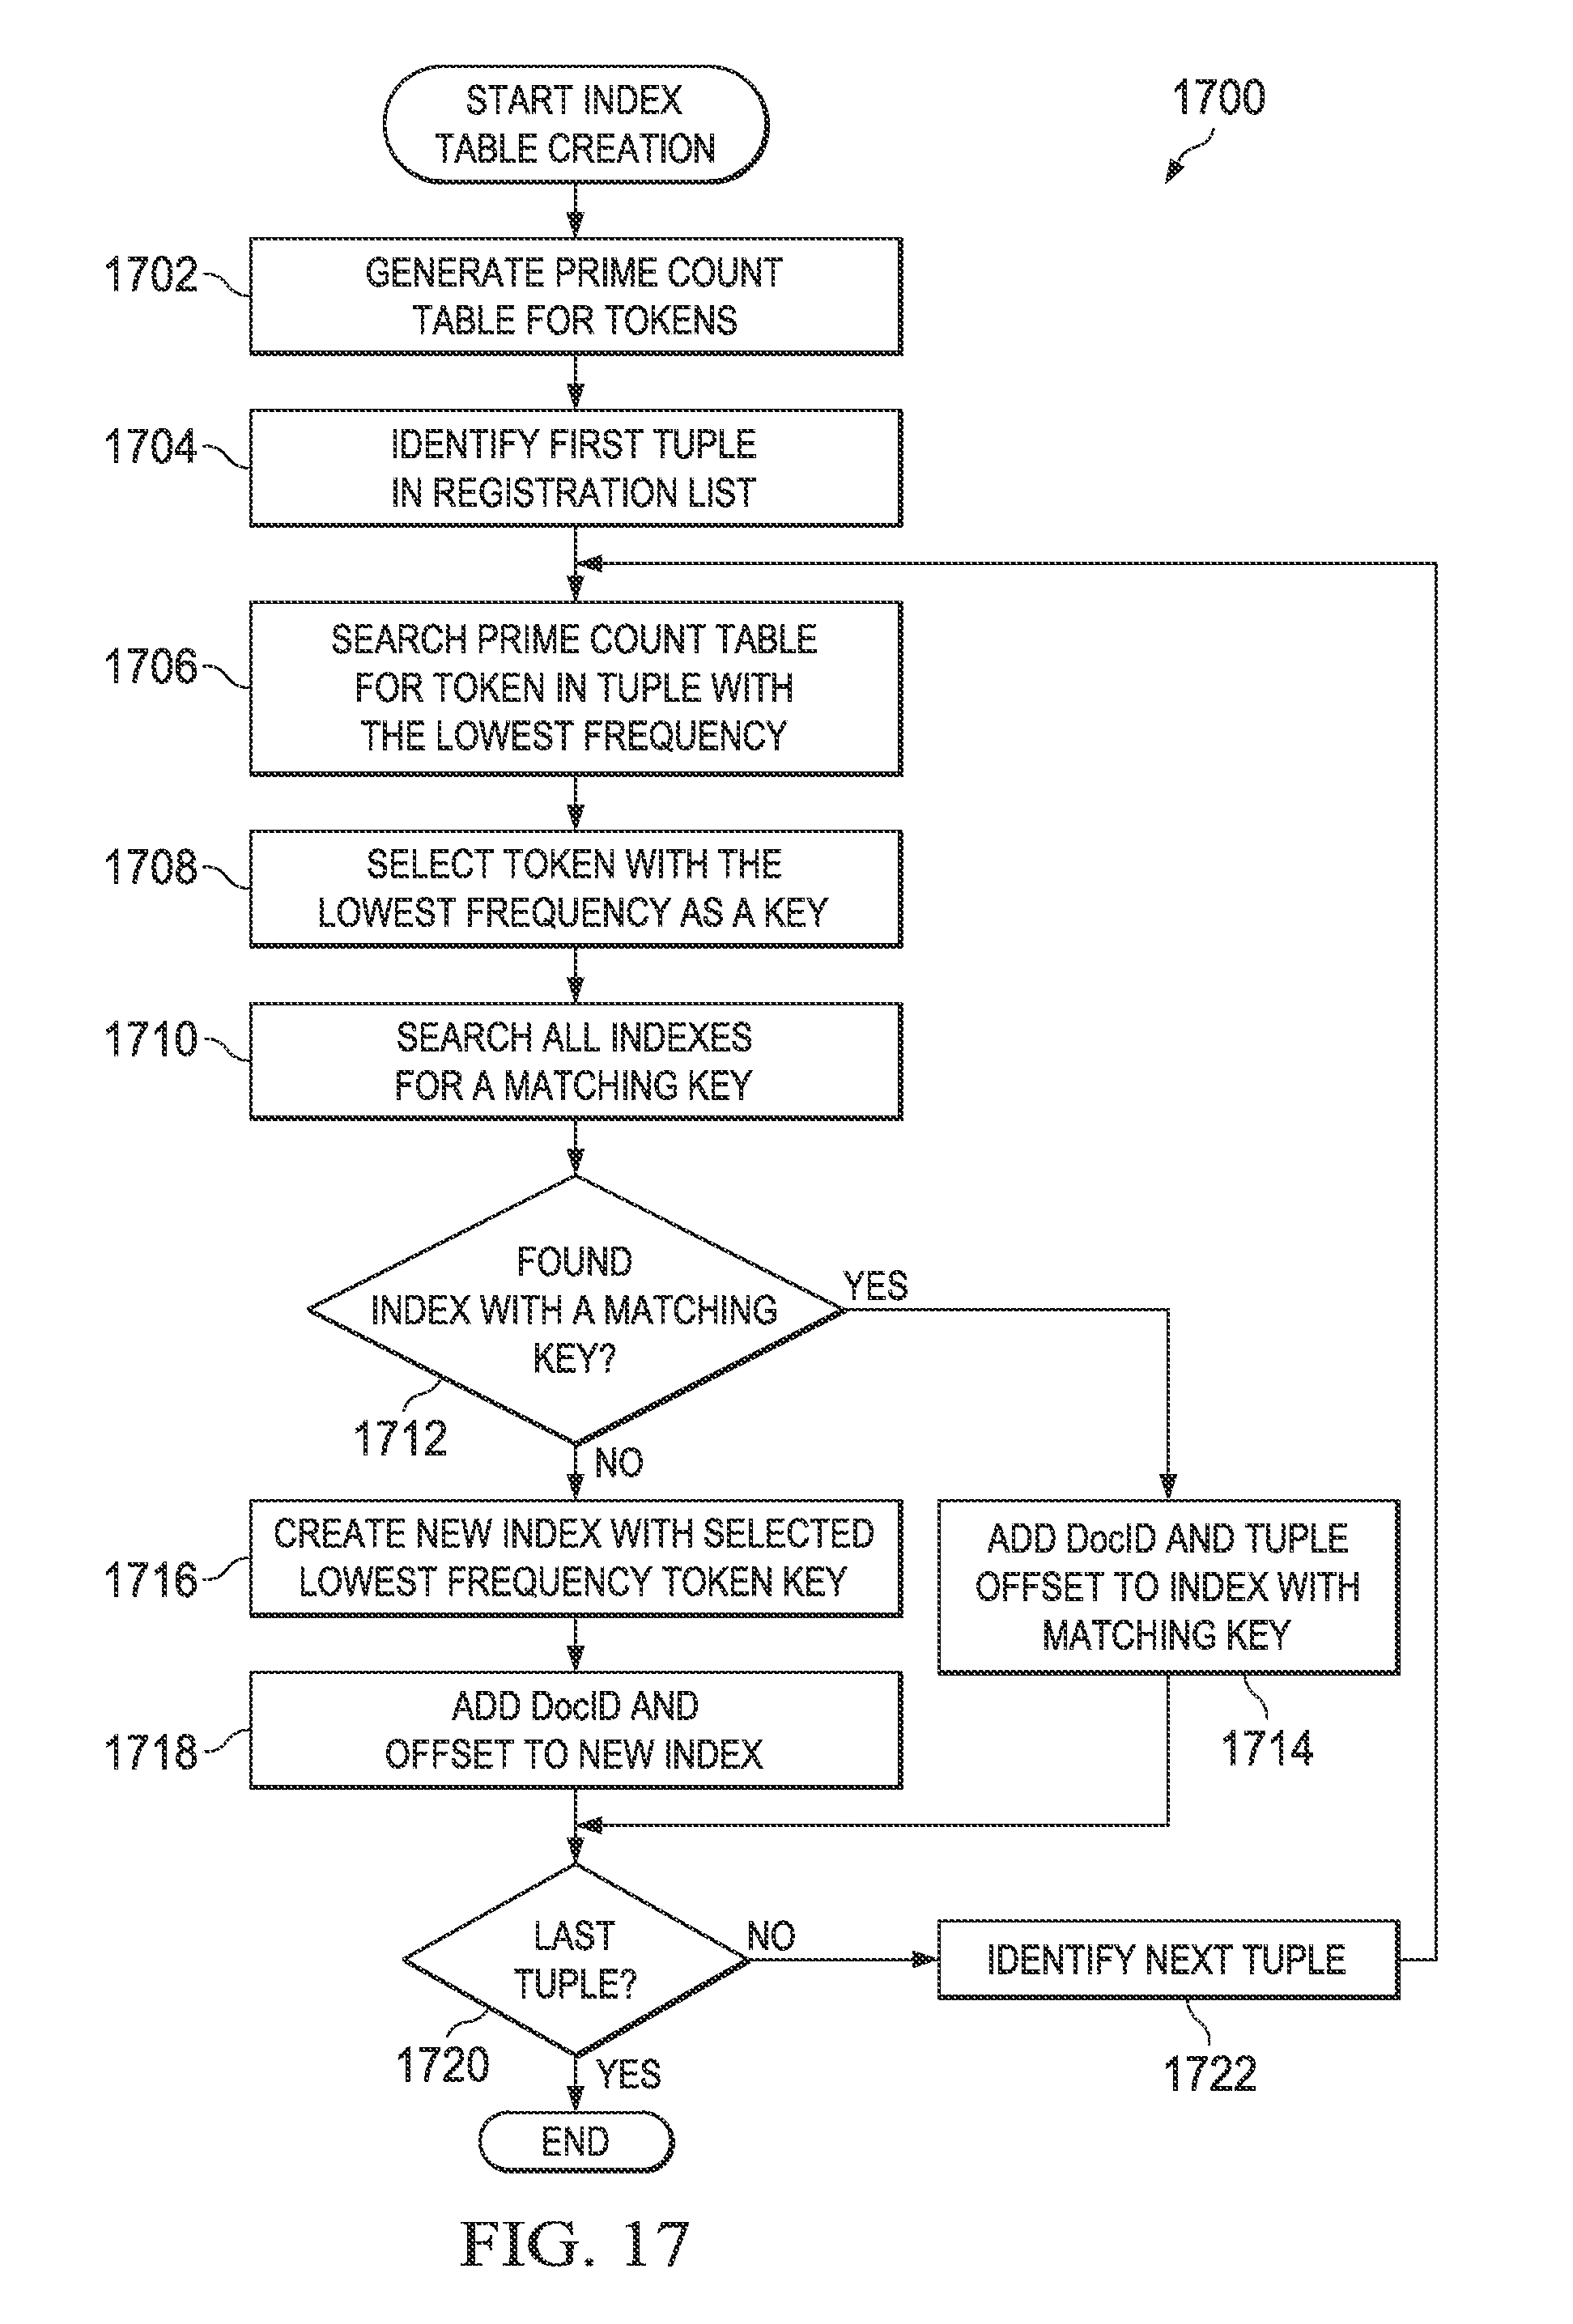 START INDEX
TABLE CREATION
1700
1702
GENERATE PRIME COUNT
TABLE FOR TOKENS
1704
IDENTIFY FIRST TUPLE
IN REGISTRATION LIST
1706
SEARCH PRIME COUNT TABLE
FOR TOKEN IN TUPLE WITH
THE LOWEST FREQUENCY
1708
SELECT TOKEN WITH THE
LOWEST FREQUENCY AS A KEY
1710
SEARCH ALL INDEXES
FOR A MATCHING KEY
FOUND
INDEX WITH A MATCHING
KEY?
YES
1712
NO
1716
CREATE NEW INDEX WITH SELECTED
LOWEST FREQUENCY TOKEN KEY
ADD DocID AND TUPLE
OFFSET TO INDEX WITH
MATCHING KEY
1714
1718
ADD DocID AND
OFFSET TO NEW INDEX
LAST
TUPLE?
NO
1720
YES
IDENTIFY NEXT TUPLE
1722
END
FIG. 17